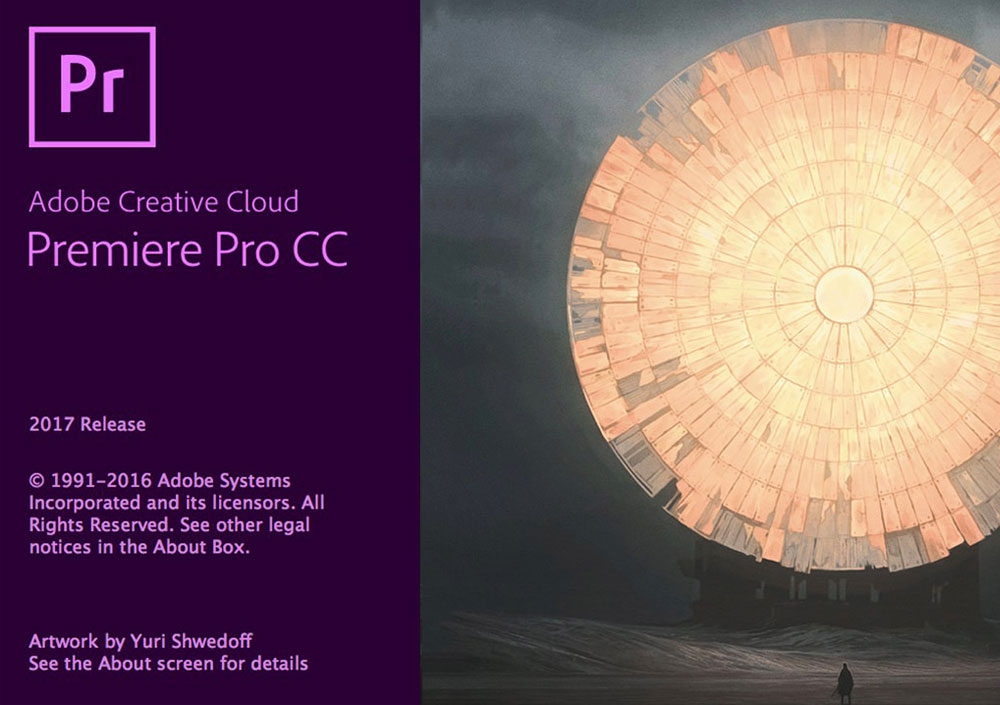 Pr
Adobe Creative Cloud
Premiere Pro CC
2017 Release
© 1991–2016 Adobe Systems
Incorporated and its licensors. All
Rights Reserved. See other legal
notices in the About Box.
Artwork by Yuri Shwedoff
See the About screen for details